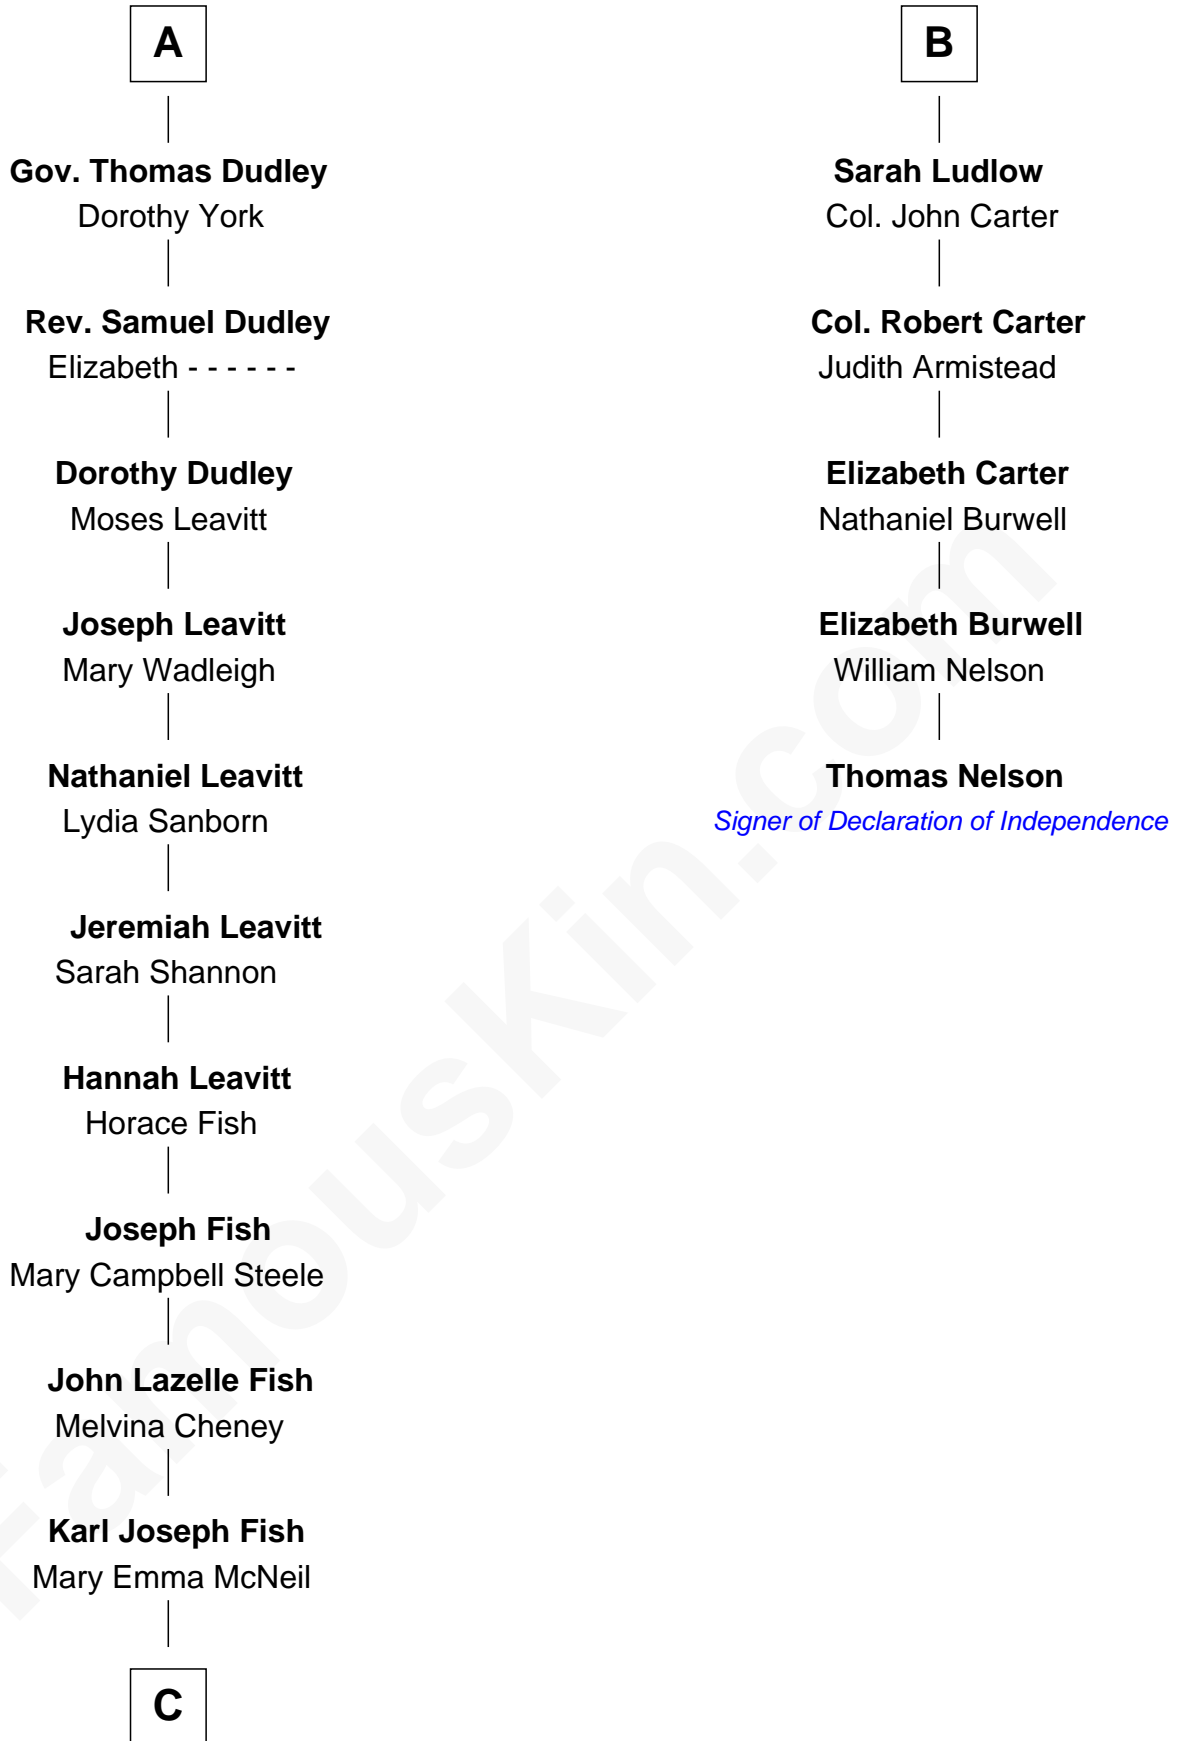 A
Gov. Thomas Dudley
Dorothy York
Rev. Samuel Dudley
Elizabeth - - - - - -
Dorothy Dudley
Moses Leavitt
Joseph Leavitt
Mary Wadleigh
Nathaniel Leavitt
Lydia Sanborn
Jeremiah Leavitt
Sarah Shannon
Hannah Leavitt
Horace Fish
Joseph Fish
Mary Campbell Steele
John Lazelle Fish
Melvina Cheney
Karl Joseph Fish
Mary Emma McNeil
C
B
Sarah Ludlow
Col. John Carter
Col. Robert Carter
Judith Armistead
Elizabeth Carter
Nathaniel Burwell
Elizabeth Burwell
William Nelson
Thomas Nelson
Signer of Declaration of Independence
FamousKin.com